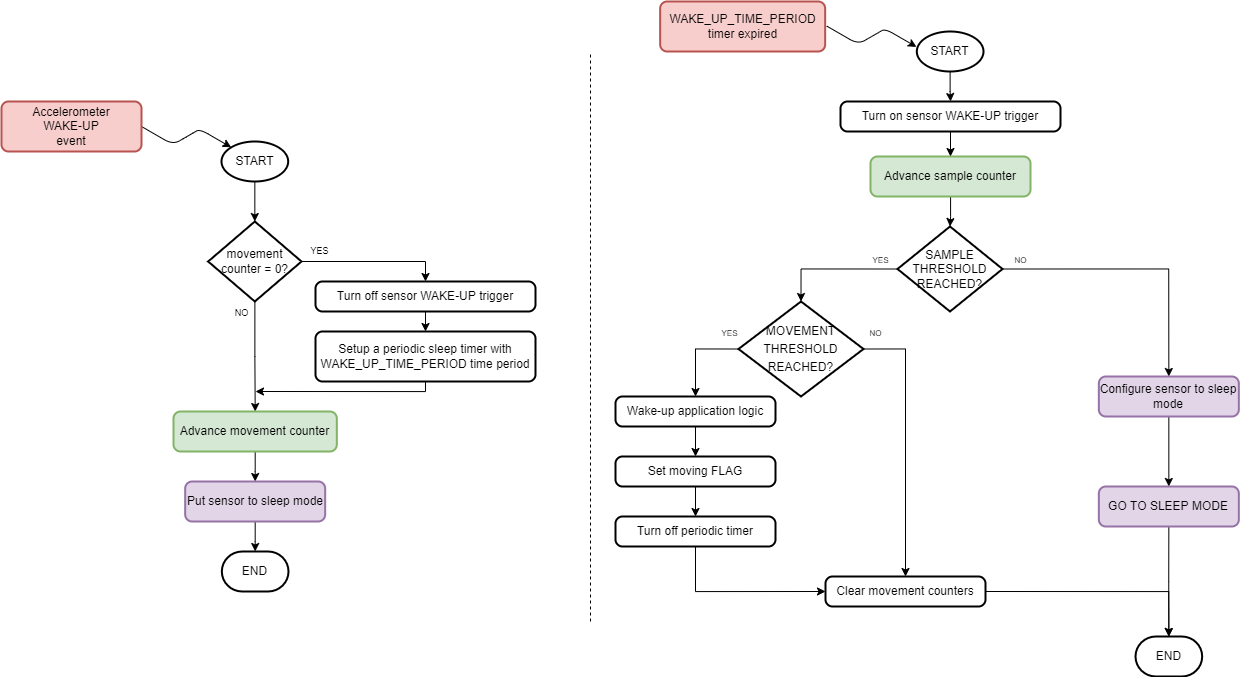 Accelerometer
WAKE-UP
event
START
movement
counter = 0?
YES
NO
Turn off sensor WAKE-UP trigger
Setup a periodic sleep timer with
WAKE_UP_TIME_PERIOD time period
Advance movement counter
Put sensor to sleep mode
END
WAKE_UP_TIME_PERIOD
timer expired
START
Turn on sensor WAKE-UP trigger
Advance sample counter
SAMPLE
THRESHOLD
REACHED?
YES
NO
MOVEMENT
THRESHOLD
REACHED?
YES
NO
Wake-up application logic
Set moving FLAG
Turn off periodic timer
Clear movement counters
Configure sensor to sleep
mode
GO TO SLEEP MODE
END